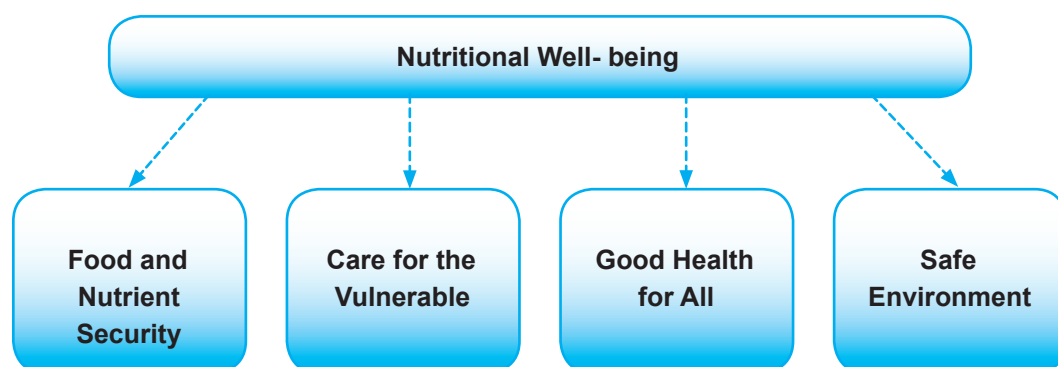 Nutritional Well- being
Food and
Nutrient
Security
Care for the
Vulnerable
Good Health
for All
Safe
Environment